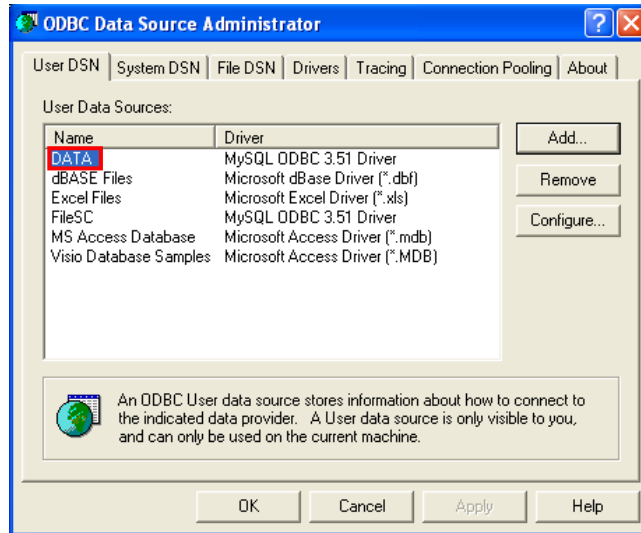 ODBC Data Source Administrator
User DSN System DSN File DSN Drivers Tracing Connection Pooling About
User Data Sources:
Name Driver
DATA MySQL ODBC 3.51 Driver
dBASE Files Microsoft dBase Driver (*.dbf)
Excel Files Microsoft Excel Driver (*.xls)
FileSC MySQL ODBC 3.51 Driver
MS Access Database Microsoft Access Driver (*.mdb)
Visio Database Samples Microsoft Access Driver (*.MDB)
Add...
Remove
Configure...
An ODBC User data source stores information about how to connect to
the indicated data provider. A User data source is only visible to you,
and can only be used on the current machine.
OK Cancel Apply Help